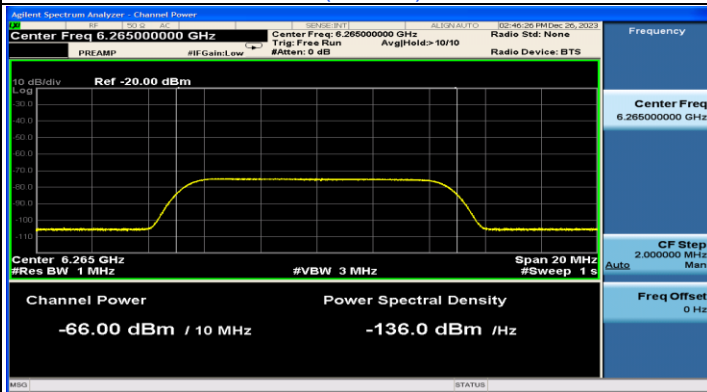 Agilent Spectrum Analyzer - Channel Power
RF 50 Ω AC SENSE:INT ALIGN AUTO 02:46:26 PM Dec 26, 2023
Center Freq 6.265000000 GHz
Center Freq: 6.265000000 GHz
Radio Std: None
Trig: Free Run Avg|Hold:>10/10
PREAMP #IFGain:Low #Atten: 0 dB Radio Device: BTS
10 dB/div Ref -20.00 dBm
Log
-30.0
-40.0
-50.0
-60.0
-70.0
-80.0
-90.0
-100
-110
Center 6.265 GHz Span 20 MHz
#Res BW 1 MHz #VBW 3 MHz #Sweep 1 s
Channel Power Power Spectral Density
-66.00 dBm / 10 MHz -136.0 dBm /Hz
MSG STATUS
Frequency
Center Freq
6.265000000 GHz
CF Step
2.000000 MHz
Auto Man
Freq Offset
0 Hz